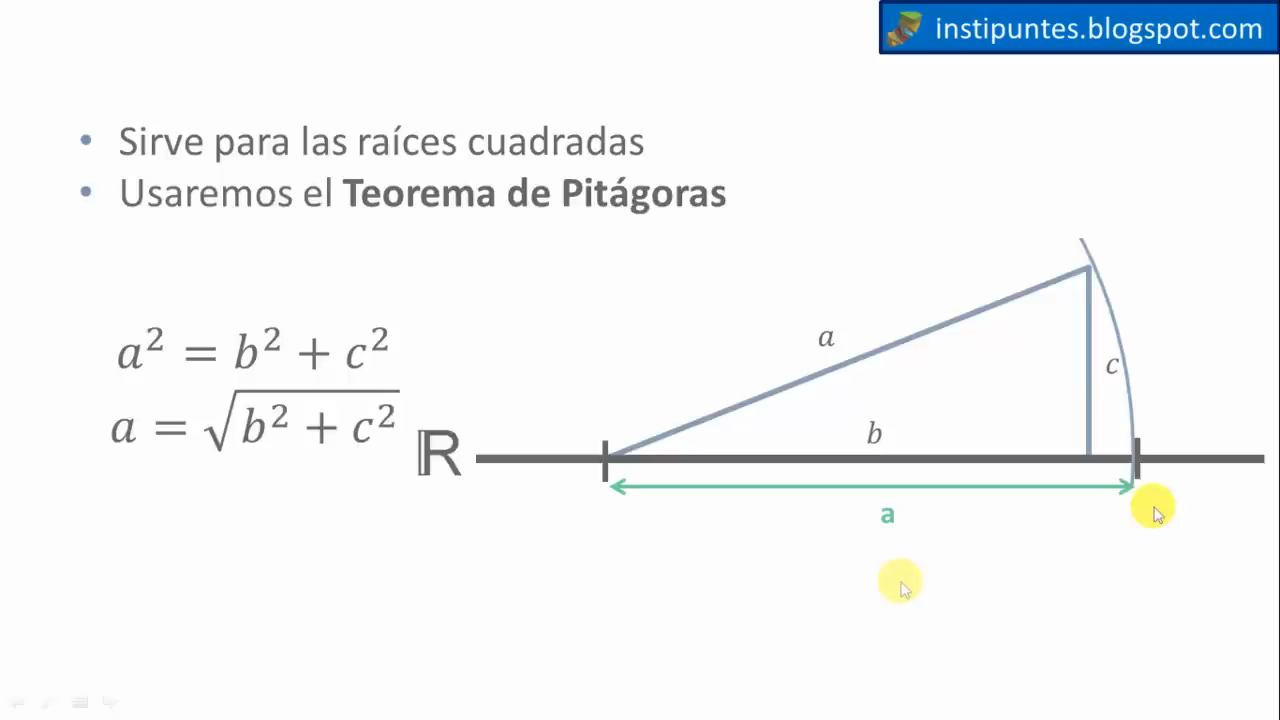 instipuntes.blogspot.com
• Sirve para las raíces cuadradas
• Usaremos el Teorema de Pitágoras
a² = b² + c²
a = √(b² + c²)
ℝ
a
c
b
a